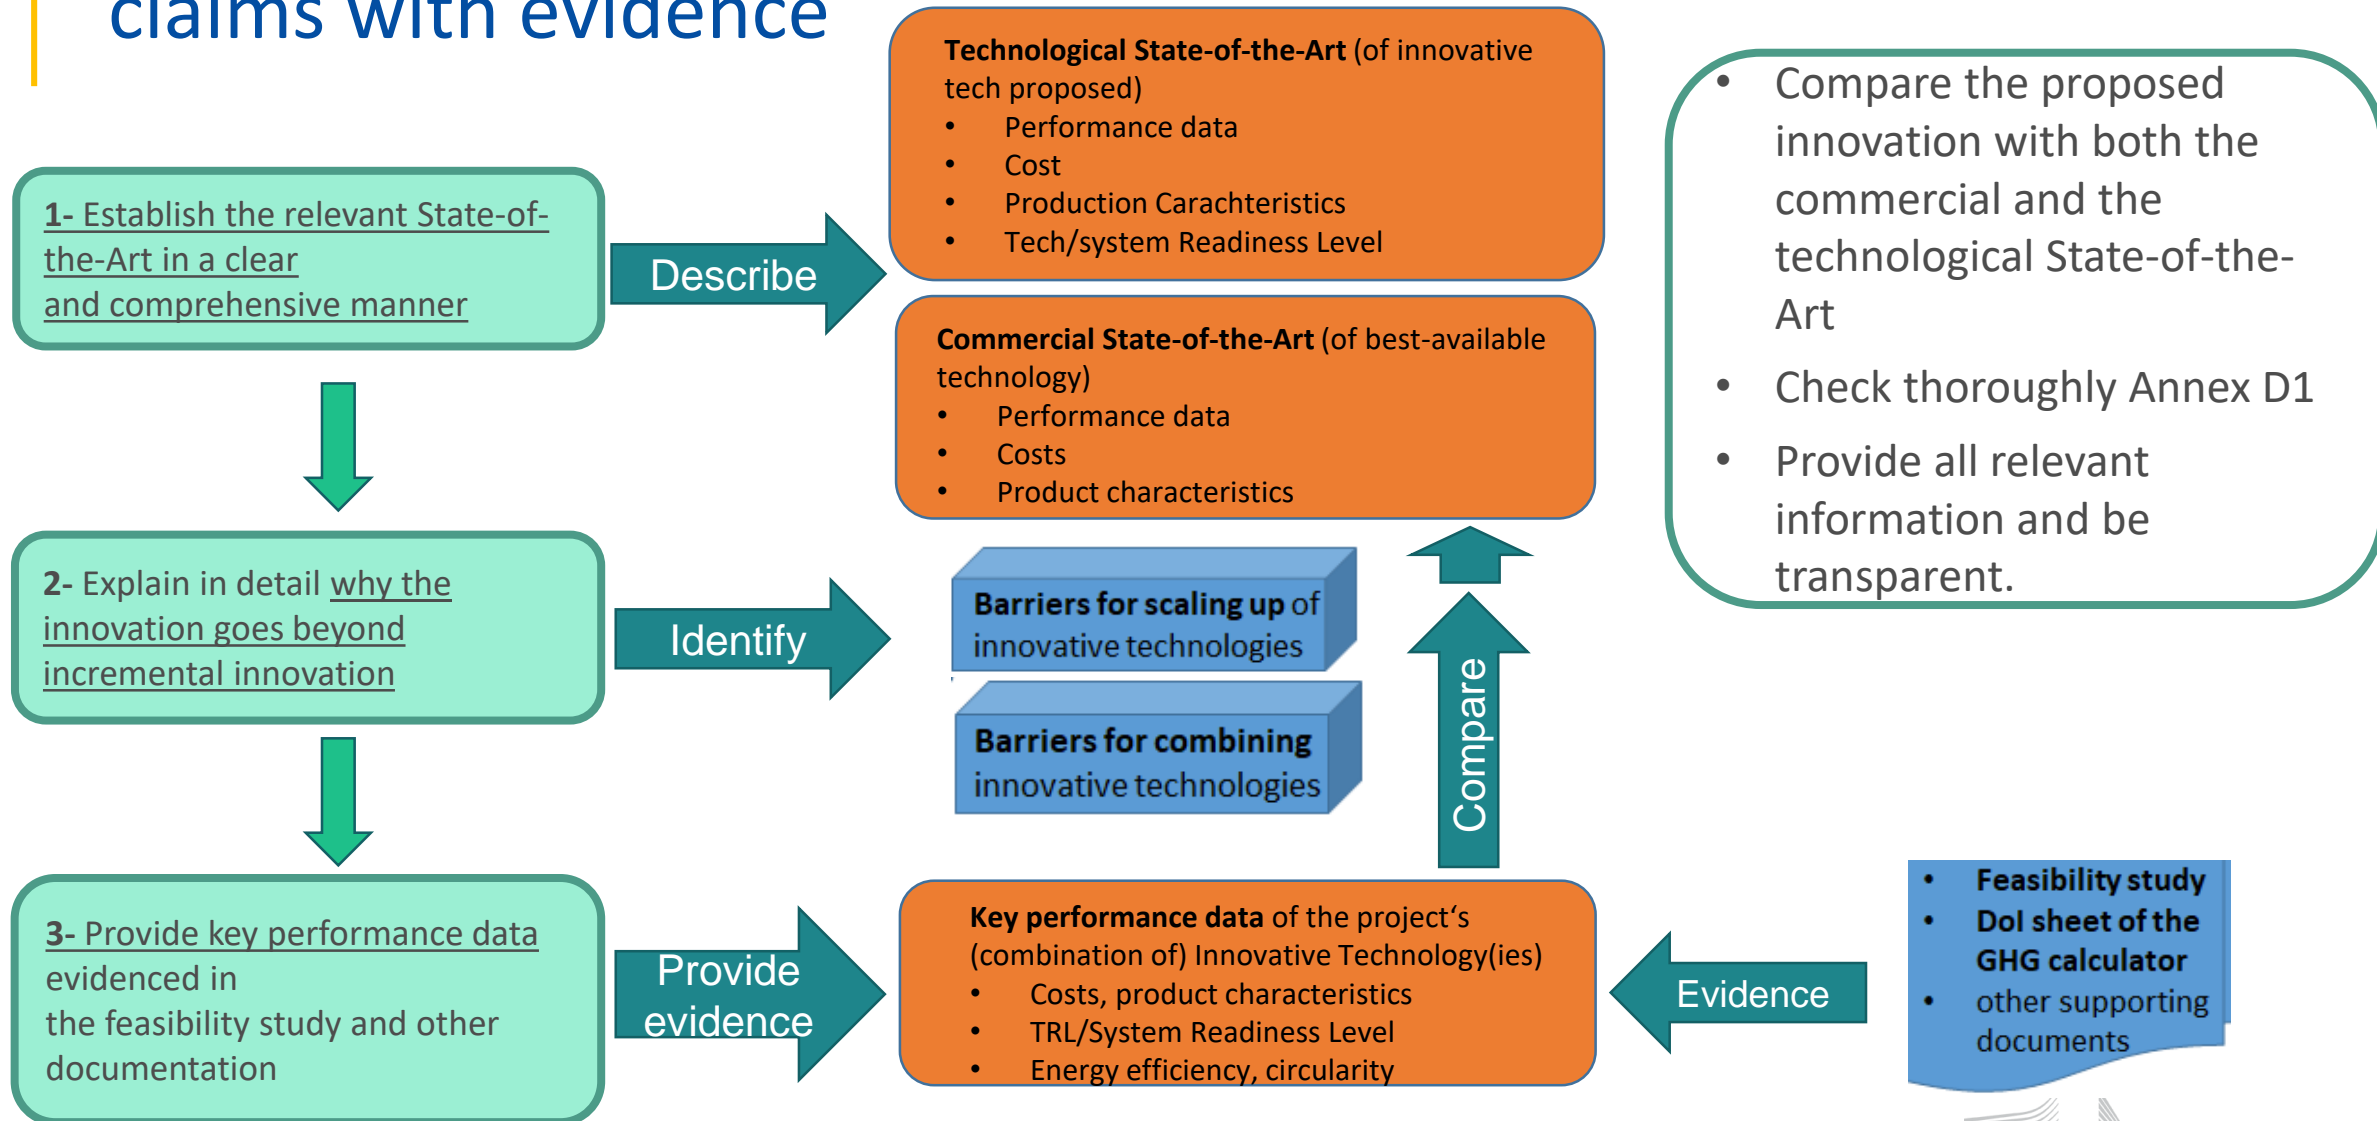 claims with evidence
1- Establish the relevant State-of-
the-Art in a clear
and comprehensive manner
Describe
Technological State-of-the-Art (of innovative
tech proposed)
• Performance data
• Cost
• Production Carachteristics
• Tech/system Readiness Level
Commercial State-of-the-Art (of best-available
technology)
• Performance data
• Costs
• Product characteristics
• Compare the proposed
innovation with both the
commercial and the
technological State-of-the-
Art
• Check thoroughly Annex D1
• Provide all relevant
information and be
transparent.
2- Explain in detail why the
innovation goes beyond
incremental innovation
Identify
Barriers for scaling up of
innovative technologies
Barriers for combining
innovative technologies
Compare
3- Provide key performance data
evidenced in
the feasibility study and other
documentation
Provide
evidence
Key performance data of the project‘s
(combination of) Innovative Technology(ies)
• Costs, product characteristics
• TRL/System Readiness Level
• Energy efficiency, circularity
Evidence
• Feasibility study
• DoI sheet of the
GHG calculator
• other supporting
documents